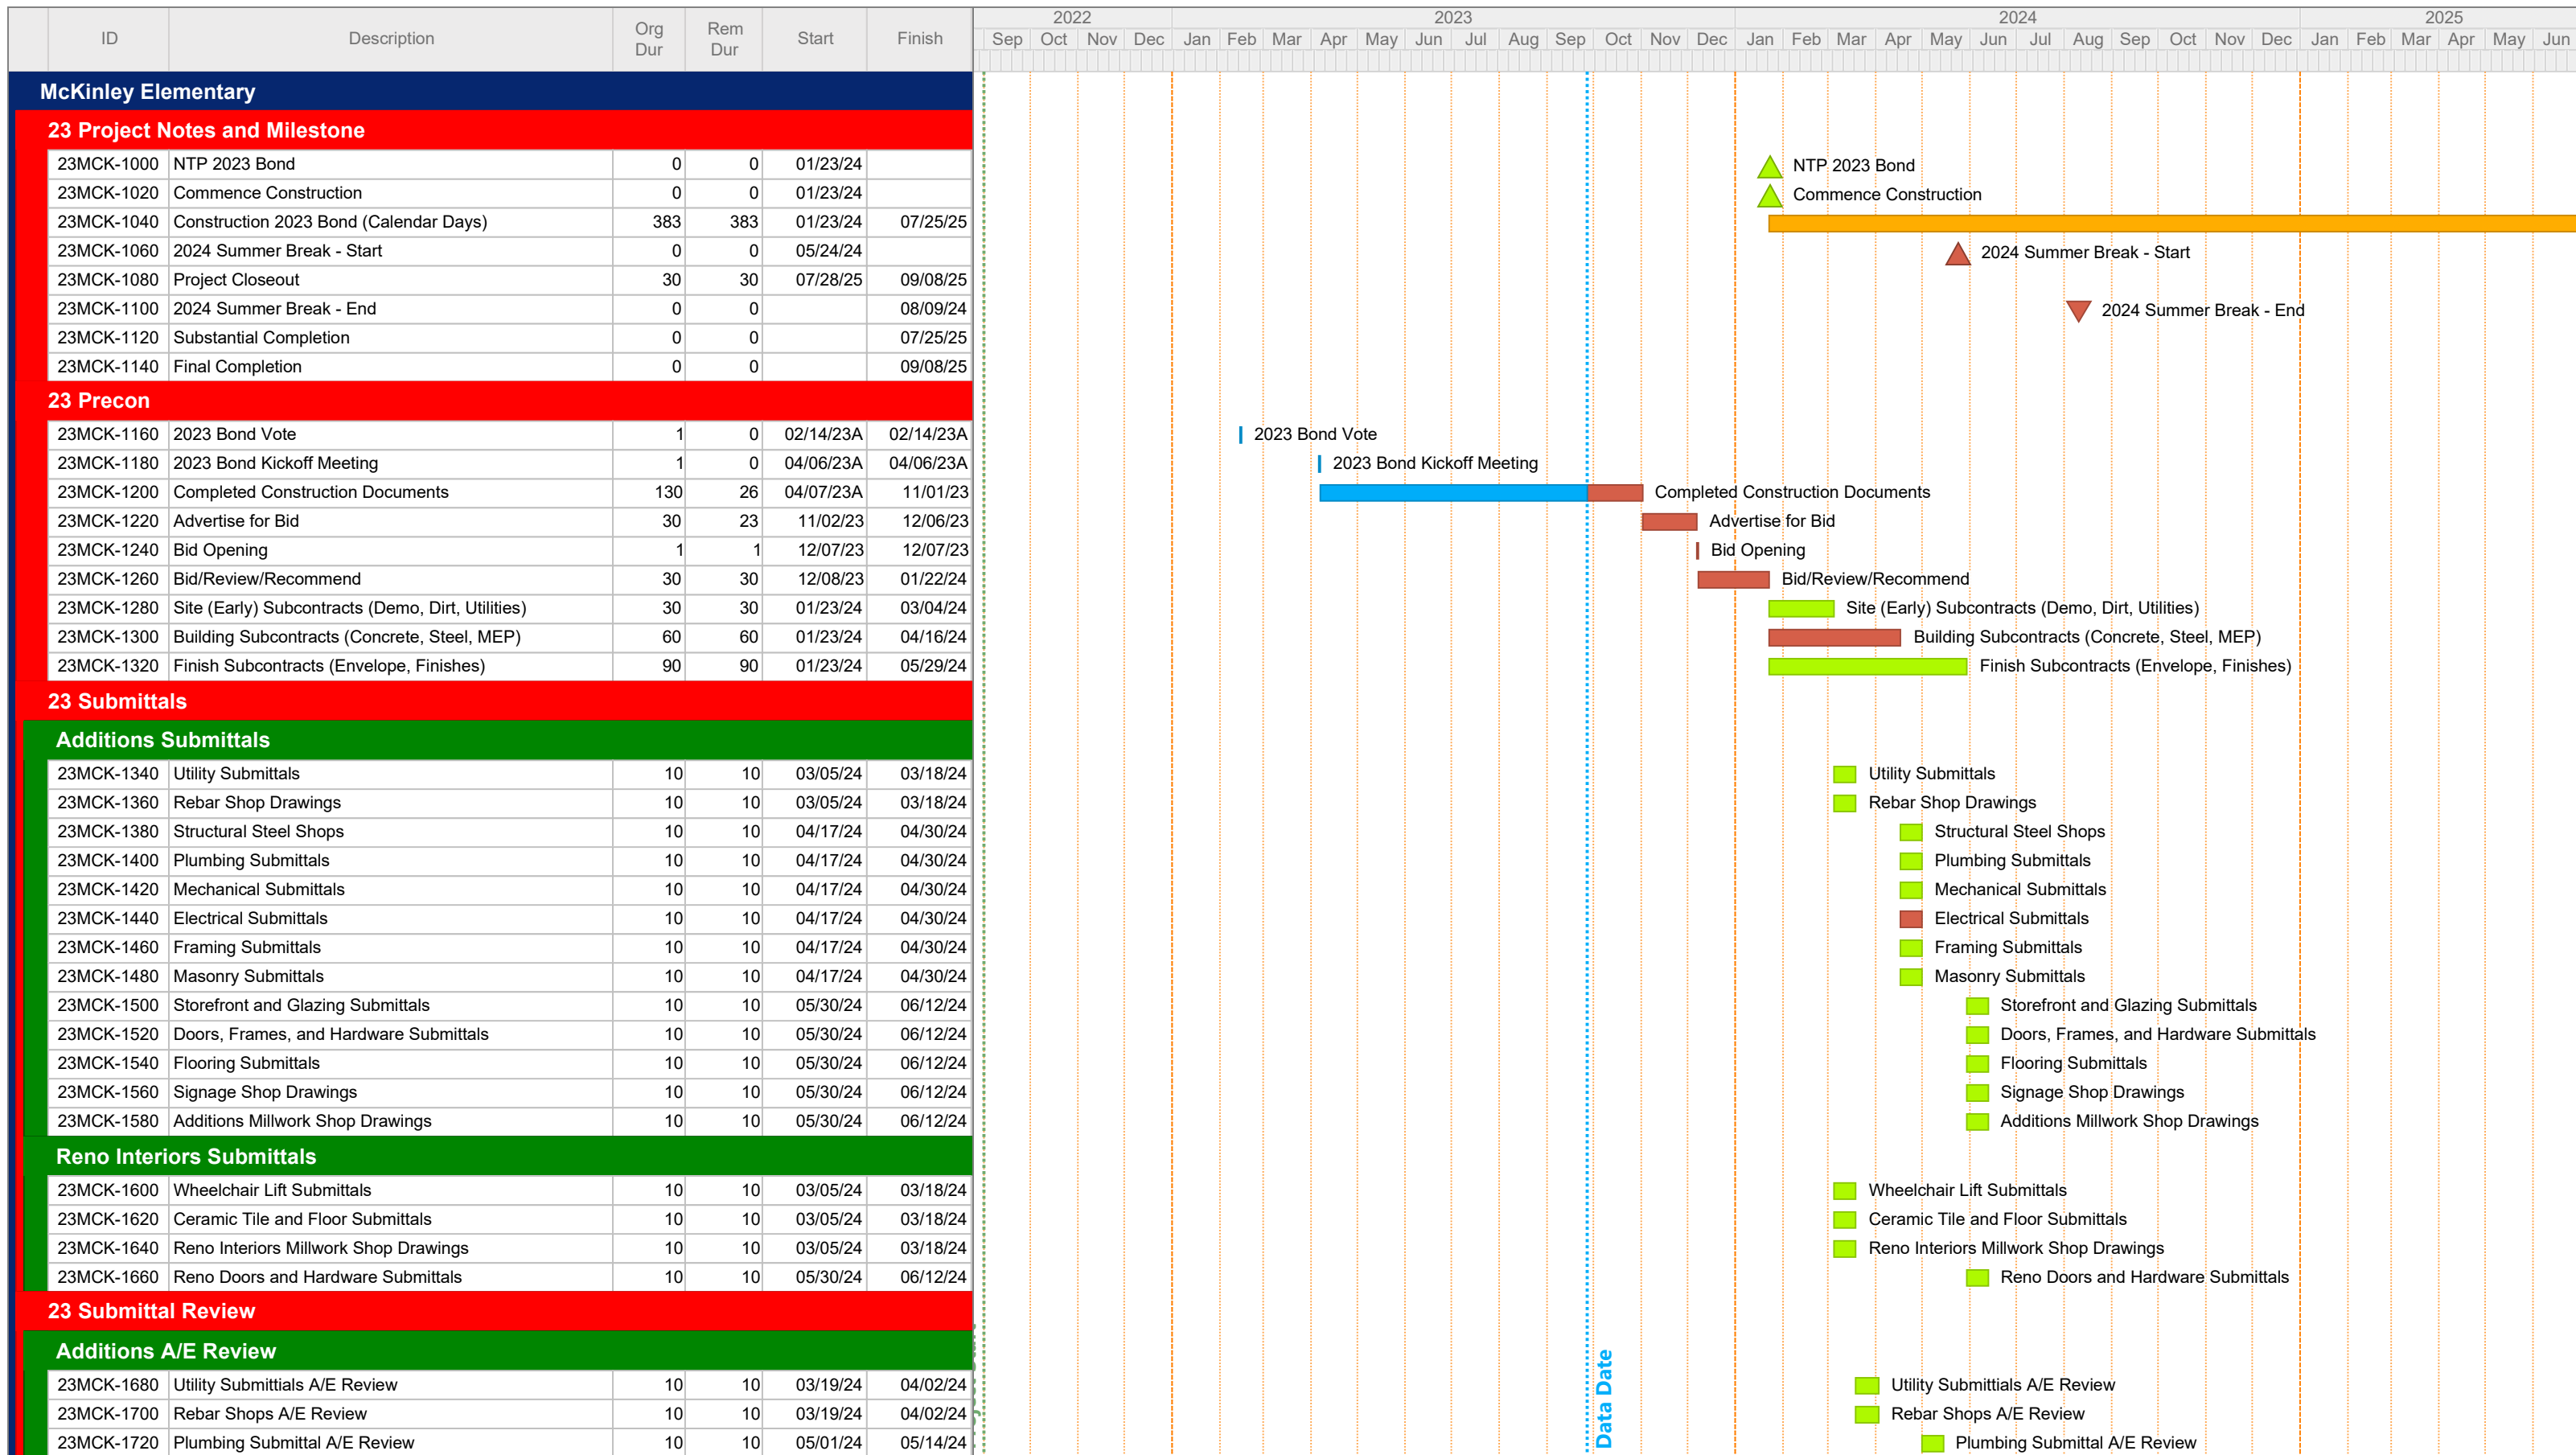 2022 2023 2024 2025
ID Description Org Dur Rem Dur Start Finish
Sep Oct Nov Dec Jan Feb Mar Apr May Jun Jul Aug Sep Oct Nov Dec Jan Feb Mar Apr May Jun Jul Aug Sep Oct Nov Dec Jan Feb Mar Apr May Jun
McKinley Elementary
23 Project Notes and Milestone
23MCK-1000 NTP 2023 Bond 0 0 01/23/24 NTP 2023 Bond
23MCK-1020 Commence Construction 0 0 01/23/24 Commence Construction
23MCK-1040 Construction 2023 Bond (Calendar Days) 383 383 01/23/24 07/25/25
23MCK-1060 2024 Summer Break - Start 0 0 05/24/24 2024 Summer Break - Start
23MCK-1080 Project Closeout 30 30 07/28/25 09/08/25
23MCK-1100 2024 Summer Break - End 0 0 08/09/24 2024 Summer Break - End
23MCK-1120 Substantial Completion 0 0 07/25/25
23MCK-1140 Final Completion 0 0 09/08/25
23 Precon
23MCK-1160 2023 Bond Vote 1 0 02/14/23A 02/14/23A 2023 Bond Vote
23MCK-1180 2023 Bond Kickoff Meeting 1 0 04/06/23A 04/06/23A 2023 Bond Kickoff Meeting
23MCK-1200 Completed Construction Documents 130 26 04/07/23A 11/01/23 Completed Construction Documents
23MCK-1220 Advertise for Bid 30 23 11/02/23 12/06/23 Advertise for Bid
23MCK-1240 Bid Opening 1 1 12/07/23 12/07/23 Bid Opening
23MCK-1260 Bid/Review/Recommend 30 30 12/08/23 01/22/24 Bid/Review/Recommend
23MCK-1280 Site (Early) Subcontracts (Demo, Dirt, Utilities) 30 30 01/23/24 03/04/24 Site (Early) Subcontracts (Demo, Dirt, Utilities)
23MCK-1300 Building Subcontracts (Concrete, Steel, MEP) 60 60 01/23/24 04/16/24 Building Subcontracts (Concrete, Steel, MEP)
23MCK-1320 Finish Subcontracts (Envelope, Finishes) 90 90 01/23/24 05/29/24 Finish Subcontracts (Envelope, Finishes)
23 Submittals
Additions Submittals
23MCK-1340 Utility Submittals 10 10 03/05/24 03/18/24 Utility Submittals
23MCK-1360 Rebar Shop Drawings 10 10 03/05/24 03/18/24 Rebar Shop Drawings
23MCK-1380 Structural Steel Shops 10 10 04/17/24 04/30/24 Structural Steel Shops
23MCK-1400 Plumbing Submittals 10 10 04/17/24 04/30/24 Plumbing Submittals
23MCK-1420 Mechanical Submittals 10 10 04/17/24 04/30/24 Mechanical Submittals
23MCK-1440 Electrical Submittals 10 10 04/17/24 04/30/24 Electrical Submittals
23MCK-1460 Framing Submittals 10 10 04/17/24 04/30/24 Framing Submittals
23MCK-1480 Masonry Submittals 10 10 04/17/24 04/30/24 Masonry Submittals
23MCK-1500 Storefront and Glazing Submittals 10 10 05/30/24 06/12/24 Storefront and Glazing Submittals
23MCK-1520 Doors, Frames, and Hardware Submittals 10 10 05/30/24 06/12/24 Doors, Frames, and Hardware Submittals
23MCK-1540 Flooring Submittals 10 10 05/30/24 06/12/24 Flooring Submittals
23MCK-1560 Signage Shop Drawings 10 10 05/30/24 06/12/24 Signage Shop Drawings
23MCK-1580 Additions Millwork Shop Drawings 10 10 05/30/24 06/12/24 Additions Millwork Shop Drawings
Reno Interiors Submittals
23MCK-1600 Wheelchair Lift Submittals 10 10 03/05/24 03/18/24 Wheelchair Lift Submittals
23MCK-1620 Ceramic Tile and Floor Submittals 10 10 03/05/24 03/18/24 Ceramic Tile and Floor Submittals
23MCK-1640 Reno Interiors Millwork Shop Drawings 10 10 03/05/24 03/18/24 Reno Interiors Millwork Shop Drawings
23MCK-1660 Reno Doors and Hardware Submittals 10 10 05/30/24 06/12/24 Reno Doors and Hardware Submittals
23 Submittal Review
Additions A/E Review
23MCK-1680 Utility Submittials A/E Review 10 10 03/19/24 04/02/24 Utility Submittials A/E Review
23MCK-1700 Rebar Shops A/E Review 10 10 03/19/24 04/02/24 Rebar Shops A/E Review
23MCK-1720 Plumbing Submittal A/E Review 10 10 05/01/24 05/14/24 Plumbing Submittal A/E Review
Data Date